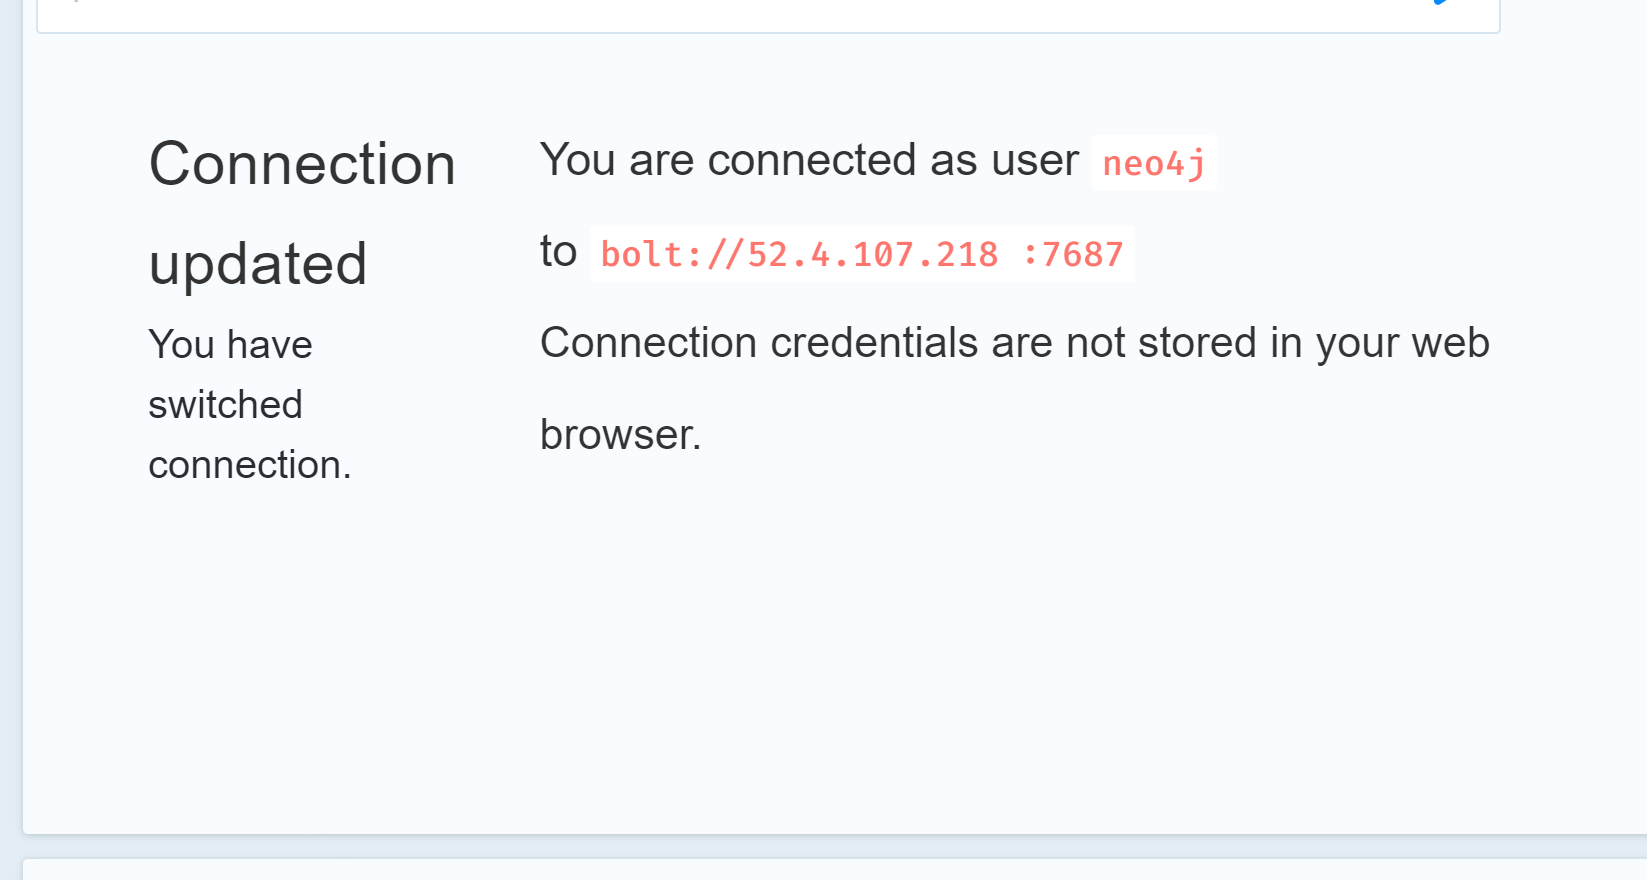 Connection
updated
You have
switched
connection.
You are connected as user neo4j
to bolt://52.4.107.218 :7687
Connection credentials are not stored in your web
browser.